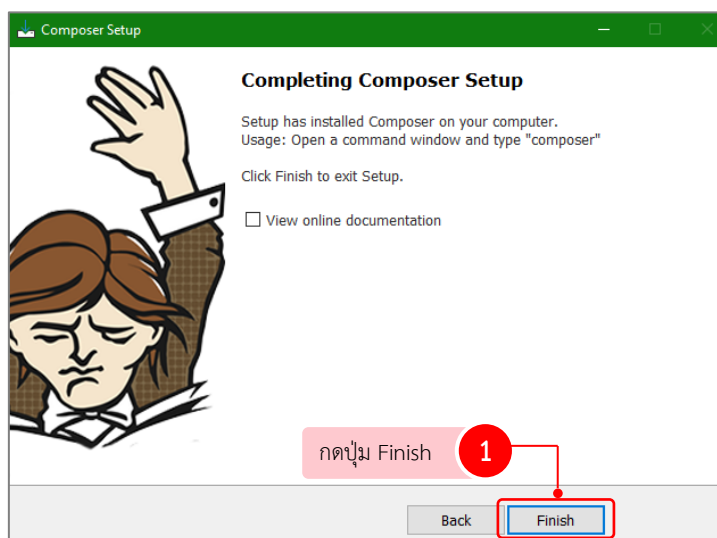 Composer Setup
Completing Composer Setup
Setup has installed Composer on your computer.
Usage: Open a command window and type "composer"
Click Finish to exit Setup.
View online documentation
กดปุ่ม Finish 1
Back Finish